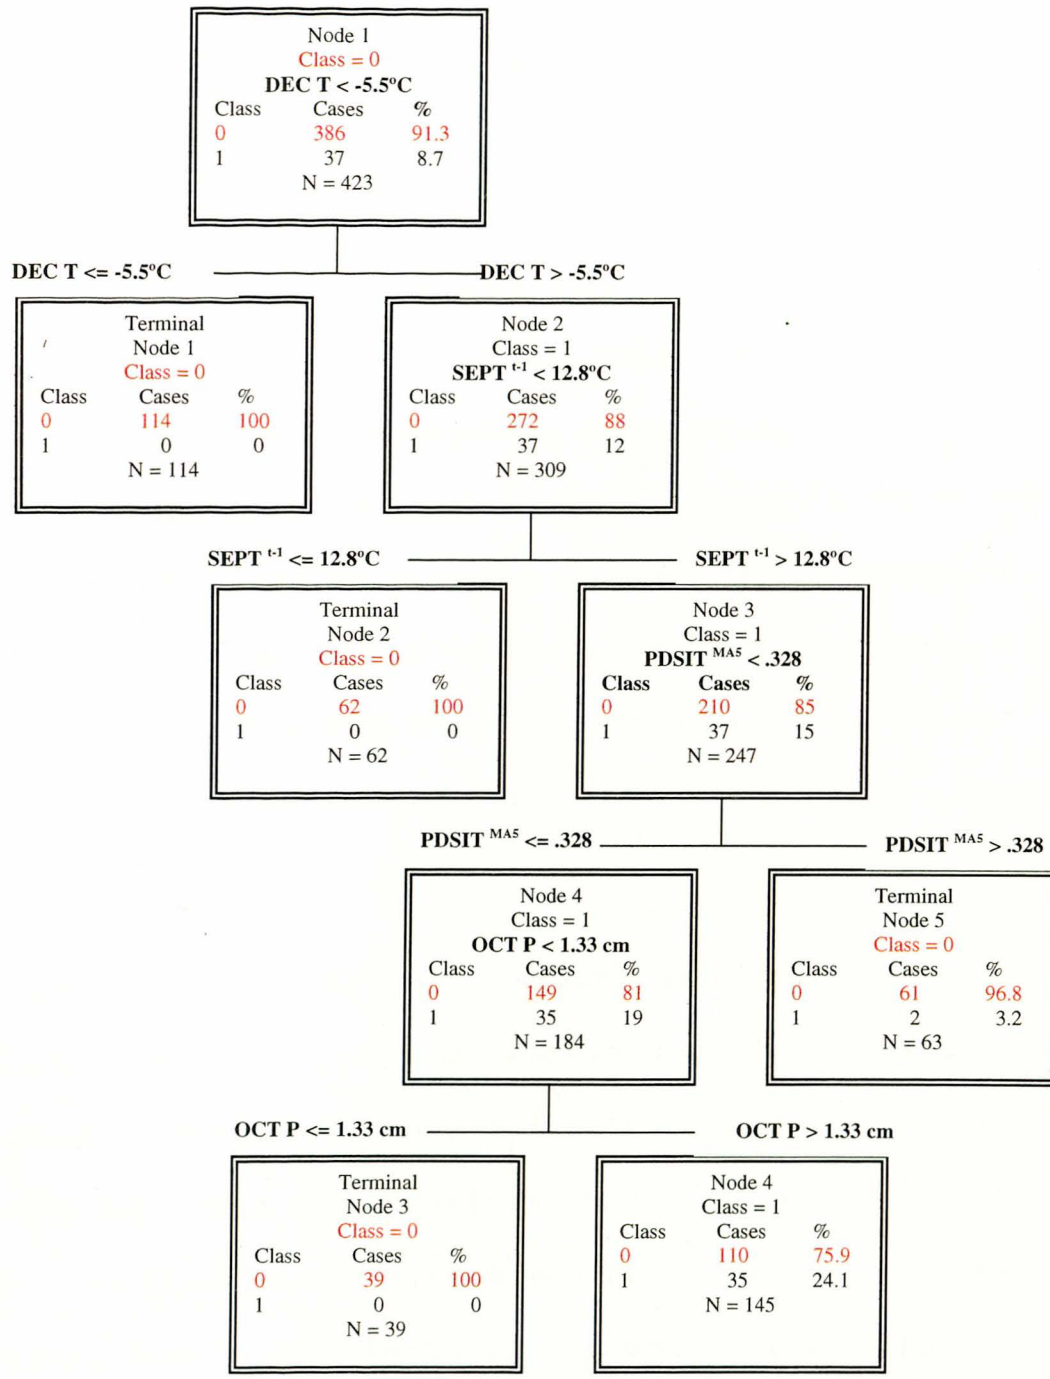 Node 1
Class = 0
DEC T < -5.5ºC
Class Cases %
0 386 91.3
1 37 8.7
N = 423
DEC T <= -5.5ºC DEC T > -5.5ºC
Terminal
Node 1
Class = 0
Class Cases %
0 114 100
1 0 0
N = 114
Node 2
Class = 1
SEPT t-1 < 12.8ºC
Class Cases %
0 272 88
1 37 12
N = 309
SEPT t-1 <= 12.8ºC SEPT t-1 > 12.8ºC
Terminal
Node 2
Class = 0
Class Cases %
0 62 100
1 0 0
N = 62
Node 3
Class = 1
PDSIT MA5 < .328
Class Cases %
0 210 85
1 37 15
N = 247
PDSIT MA5 <= .328 PDSIT MA5 > .328
Node 4
Class = 1
OCT P < 1.33 cm
Class Cases %
0 149 81
1 35 19
N = 184
Terminal
Node 5
Class = 0
Class Cases %
0 61 96.8
1 2 3.2
N = 63
OCT P <= 1.33 cm OCT P > 1.33 cm
Terminal
Node 3
Class = 0
Class Cases %
0 39 100
1 0 0
N = 39
Node 4
Class = 1
Class Cases %
0 110 75.9
1 35 24.1
N = 145